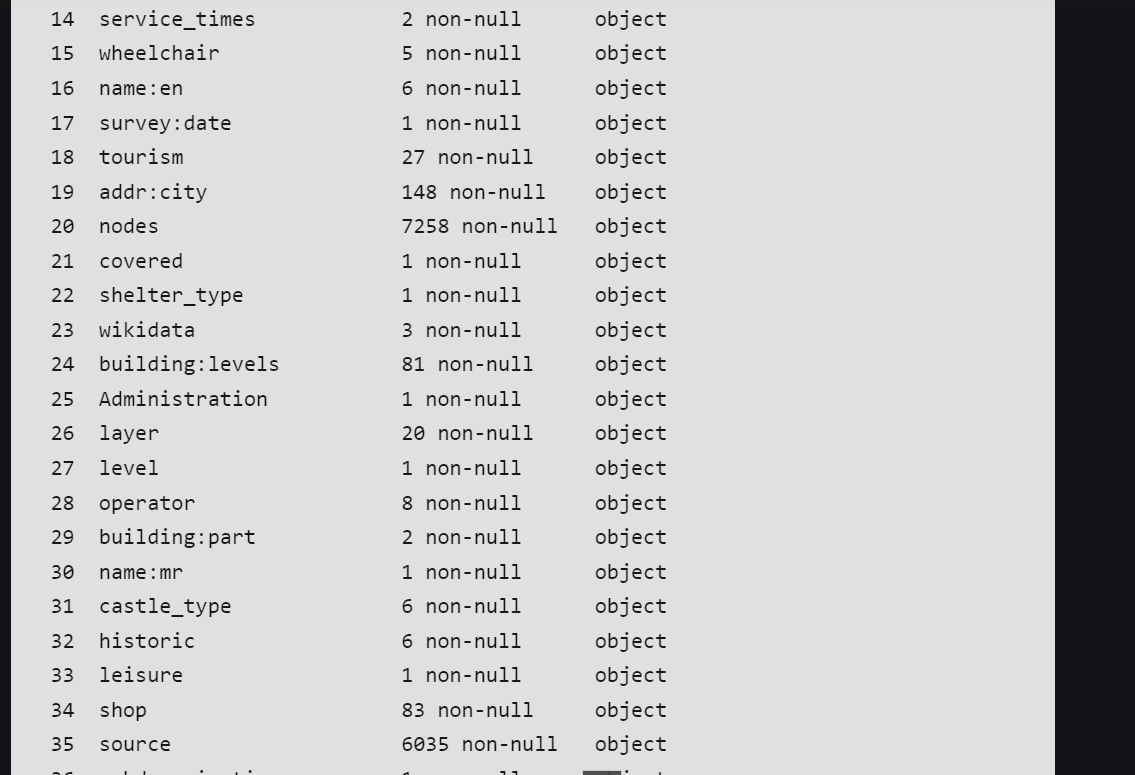 14 service_times 2 non-null object
15 wheelchair 5 non-null object
16 name:en 6 non-null object
17 survey:date 1 non-null object
18 tourism 27 non-null object
19 addr:city 148 non-null object
20 nodes 7258 non-null object
21 covered 1 non-null object
22 shelter_type 1 non-null object
23 wikidata 3 non-null object
24 building:levels 81 non-null object
25 Administration 1 non-null object
26 layer 20 non-null object
27 level 1 non-null object
28 operator 8 non-null object
29 building:part 2 non-null object
30 name:mr 1 non-null object
31 castle_type 6 non-null object
32 historic 6 non-null object
33 leisure 1 non-null object
34 shop 83 non-null object
35 source 6035 non-null object